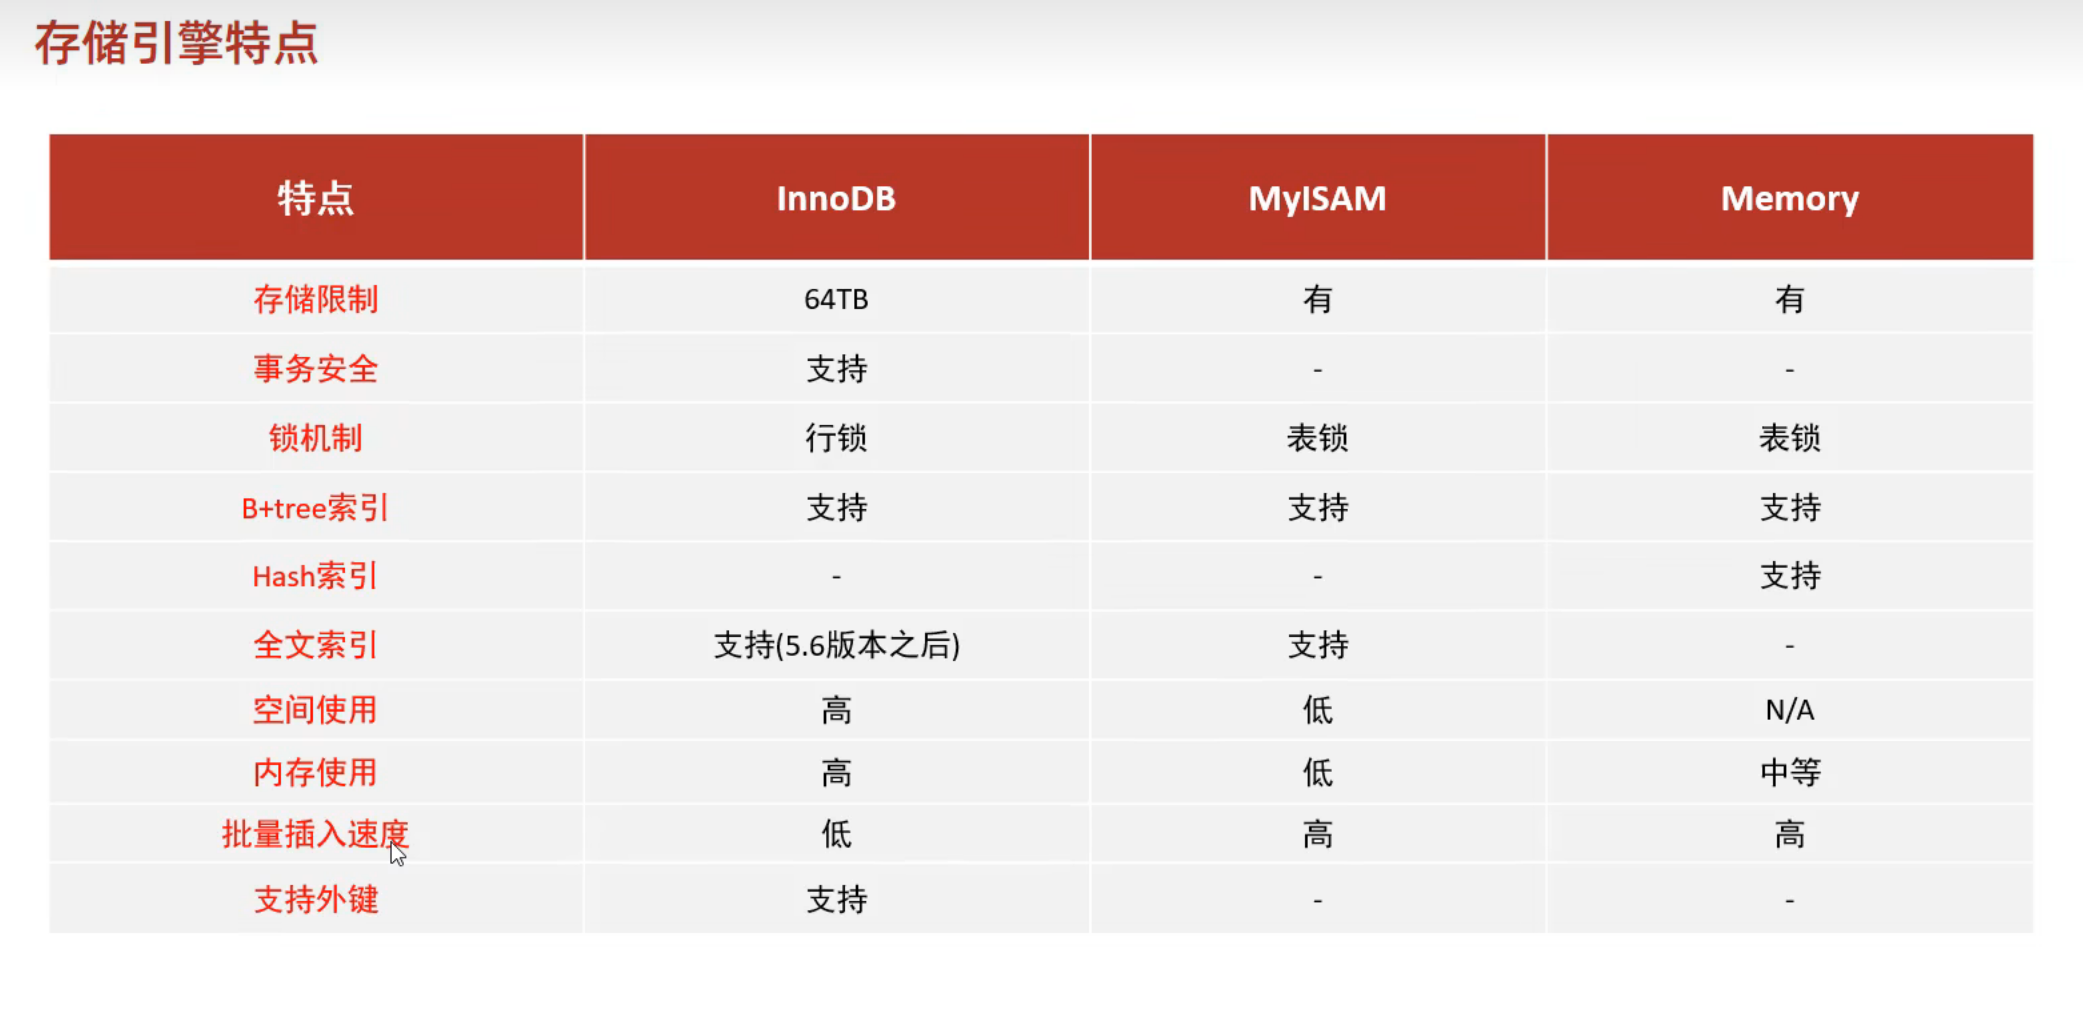 存储引擎特点
特点 InnoDB MyISAM Memory
存储限制 64TB 有 有
事务安全 支持 - -
锁机制 行锁 表锁 表锁
B+tree索引 支持 支持 支持
Hash索引 - - 支持
全文索引 支持(5.6版本之后) 支持 -
空间使用 高 低 N/A
内存使用 高 低 中等
批量插入速度 低 高 高
支持外键 支持 - -